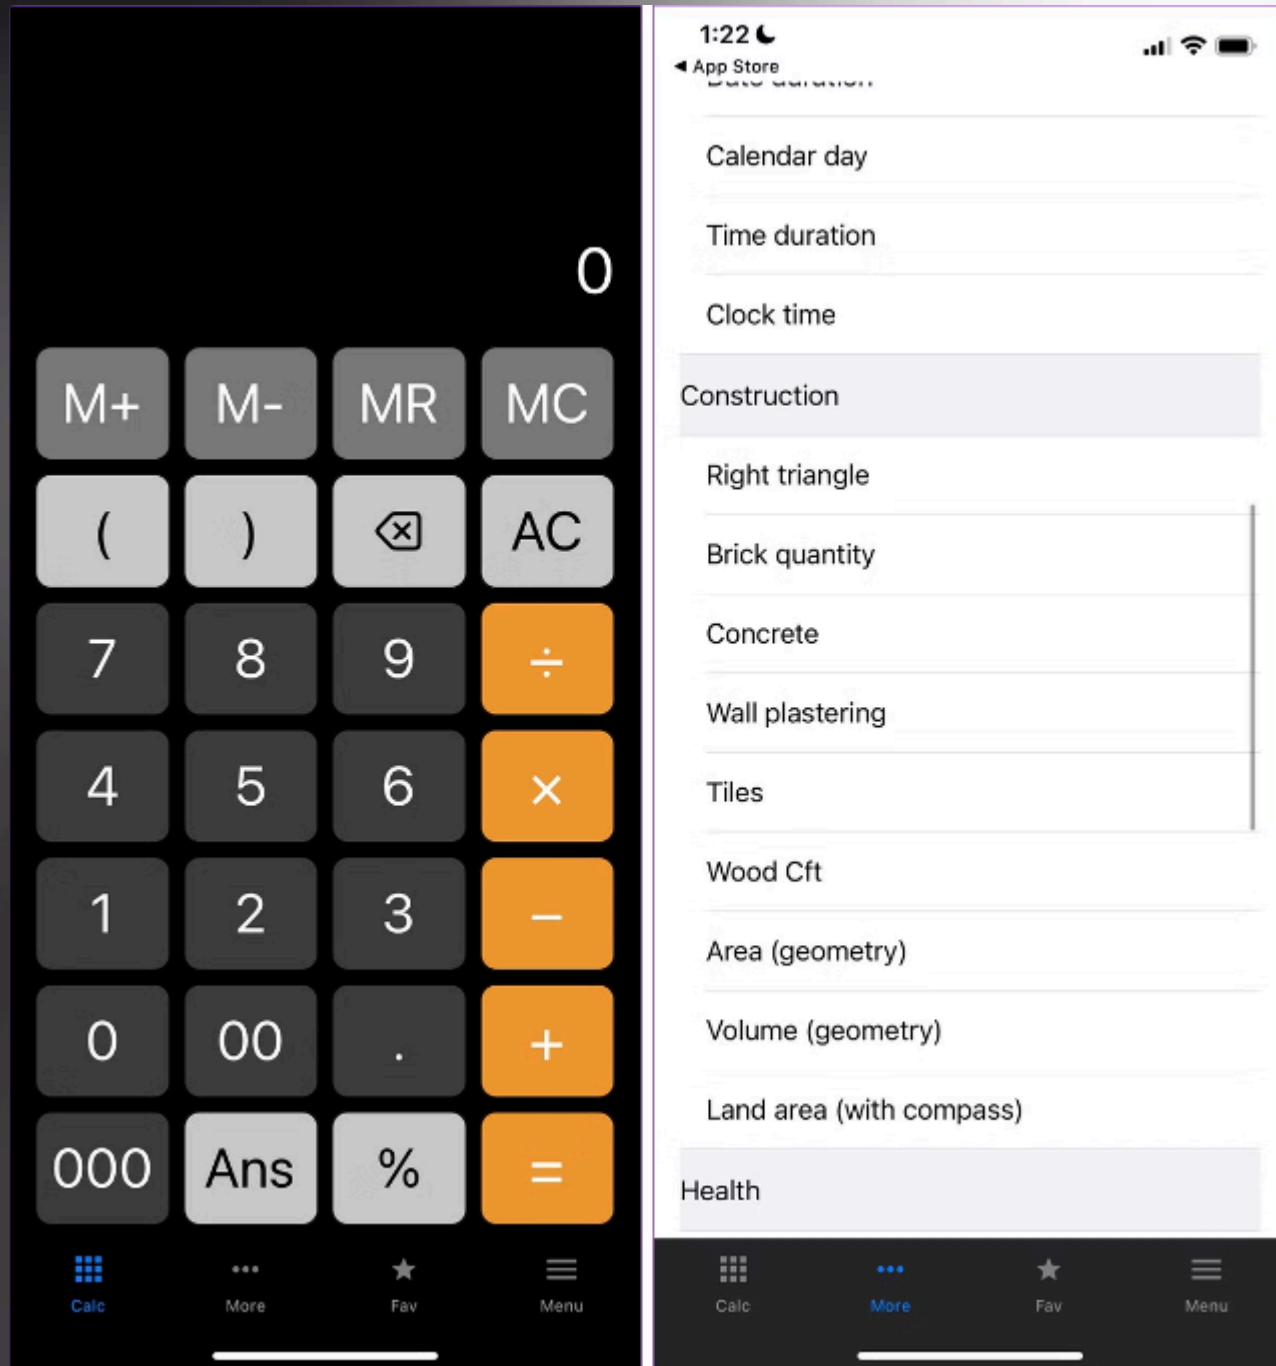 0
M+ M- MR MC
( ) AC
7 8 9 ÷
4 5 6 ×
1 2 3 −
0 00 . +
000 Ans % =
Calc More Fav Menu
1:22
◀ App Store
Date duration
Calendar day
Time duration
Clock time
Construction
Right triangle
Brick quantity
Concrete
Wall plastering
Tiles
Wood Cft
Area (geometry)
Volume (geometry)
Land area (with compass)
Health
Calc More Fav Menu